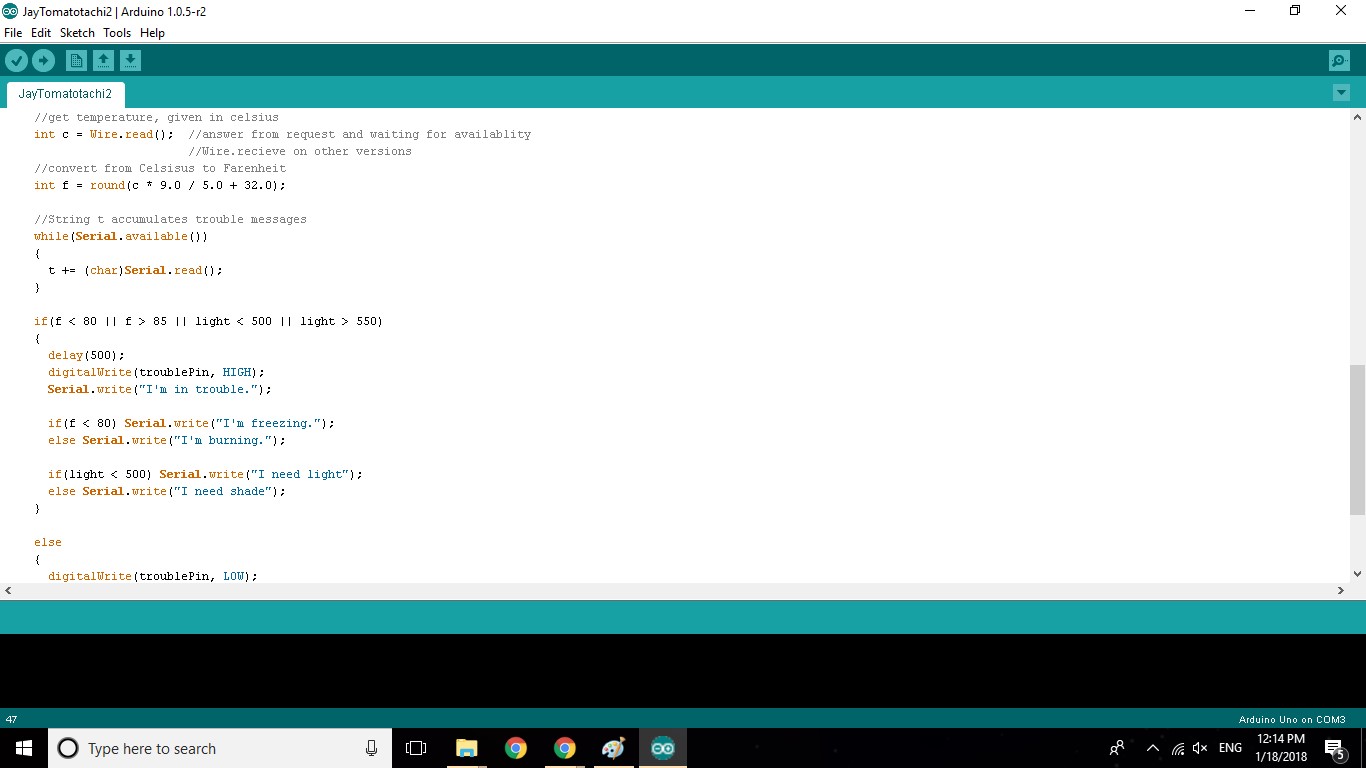 JayTomatotachi2 | Arduino 1.0.5-r2
File Edit Sketch Tools Help
JayTomatotachi2
//get temperature, given in celsius
int c = Wire.read();  //answer from request and waiting for availablity
//Wire.recieve on other versions
//convert from Celsisus to Farenheit
int f = round(c * 9.0 / 5.0 + 32.0);
//String t accumulates trouble messages
while(Serial.available())
{
t += (char)Serial.read();
}
if(f < 80 || f > 85 || light < 500 || light > 550)
{
delay(500);
digitalWrite(troublePin, HIGH);
Serial.write("I'm in trouble.");
if(f < 80) Serial.write("I'm freezing.");
else Serial.write("I'm burning.");
if(light < 500) Serial.write("I need light");
else Serial.write("I need shade");
}
else
{
digitalWrite(troublePin, LOW);
47
Arduino Uno on COM3
Type here to search
ENG
12:14 PM
1/18/2018
5